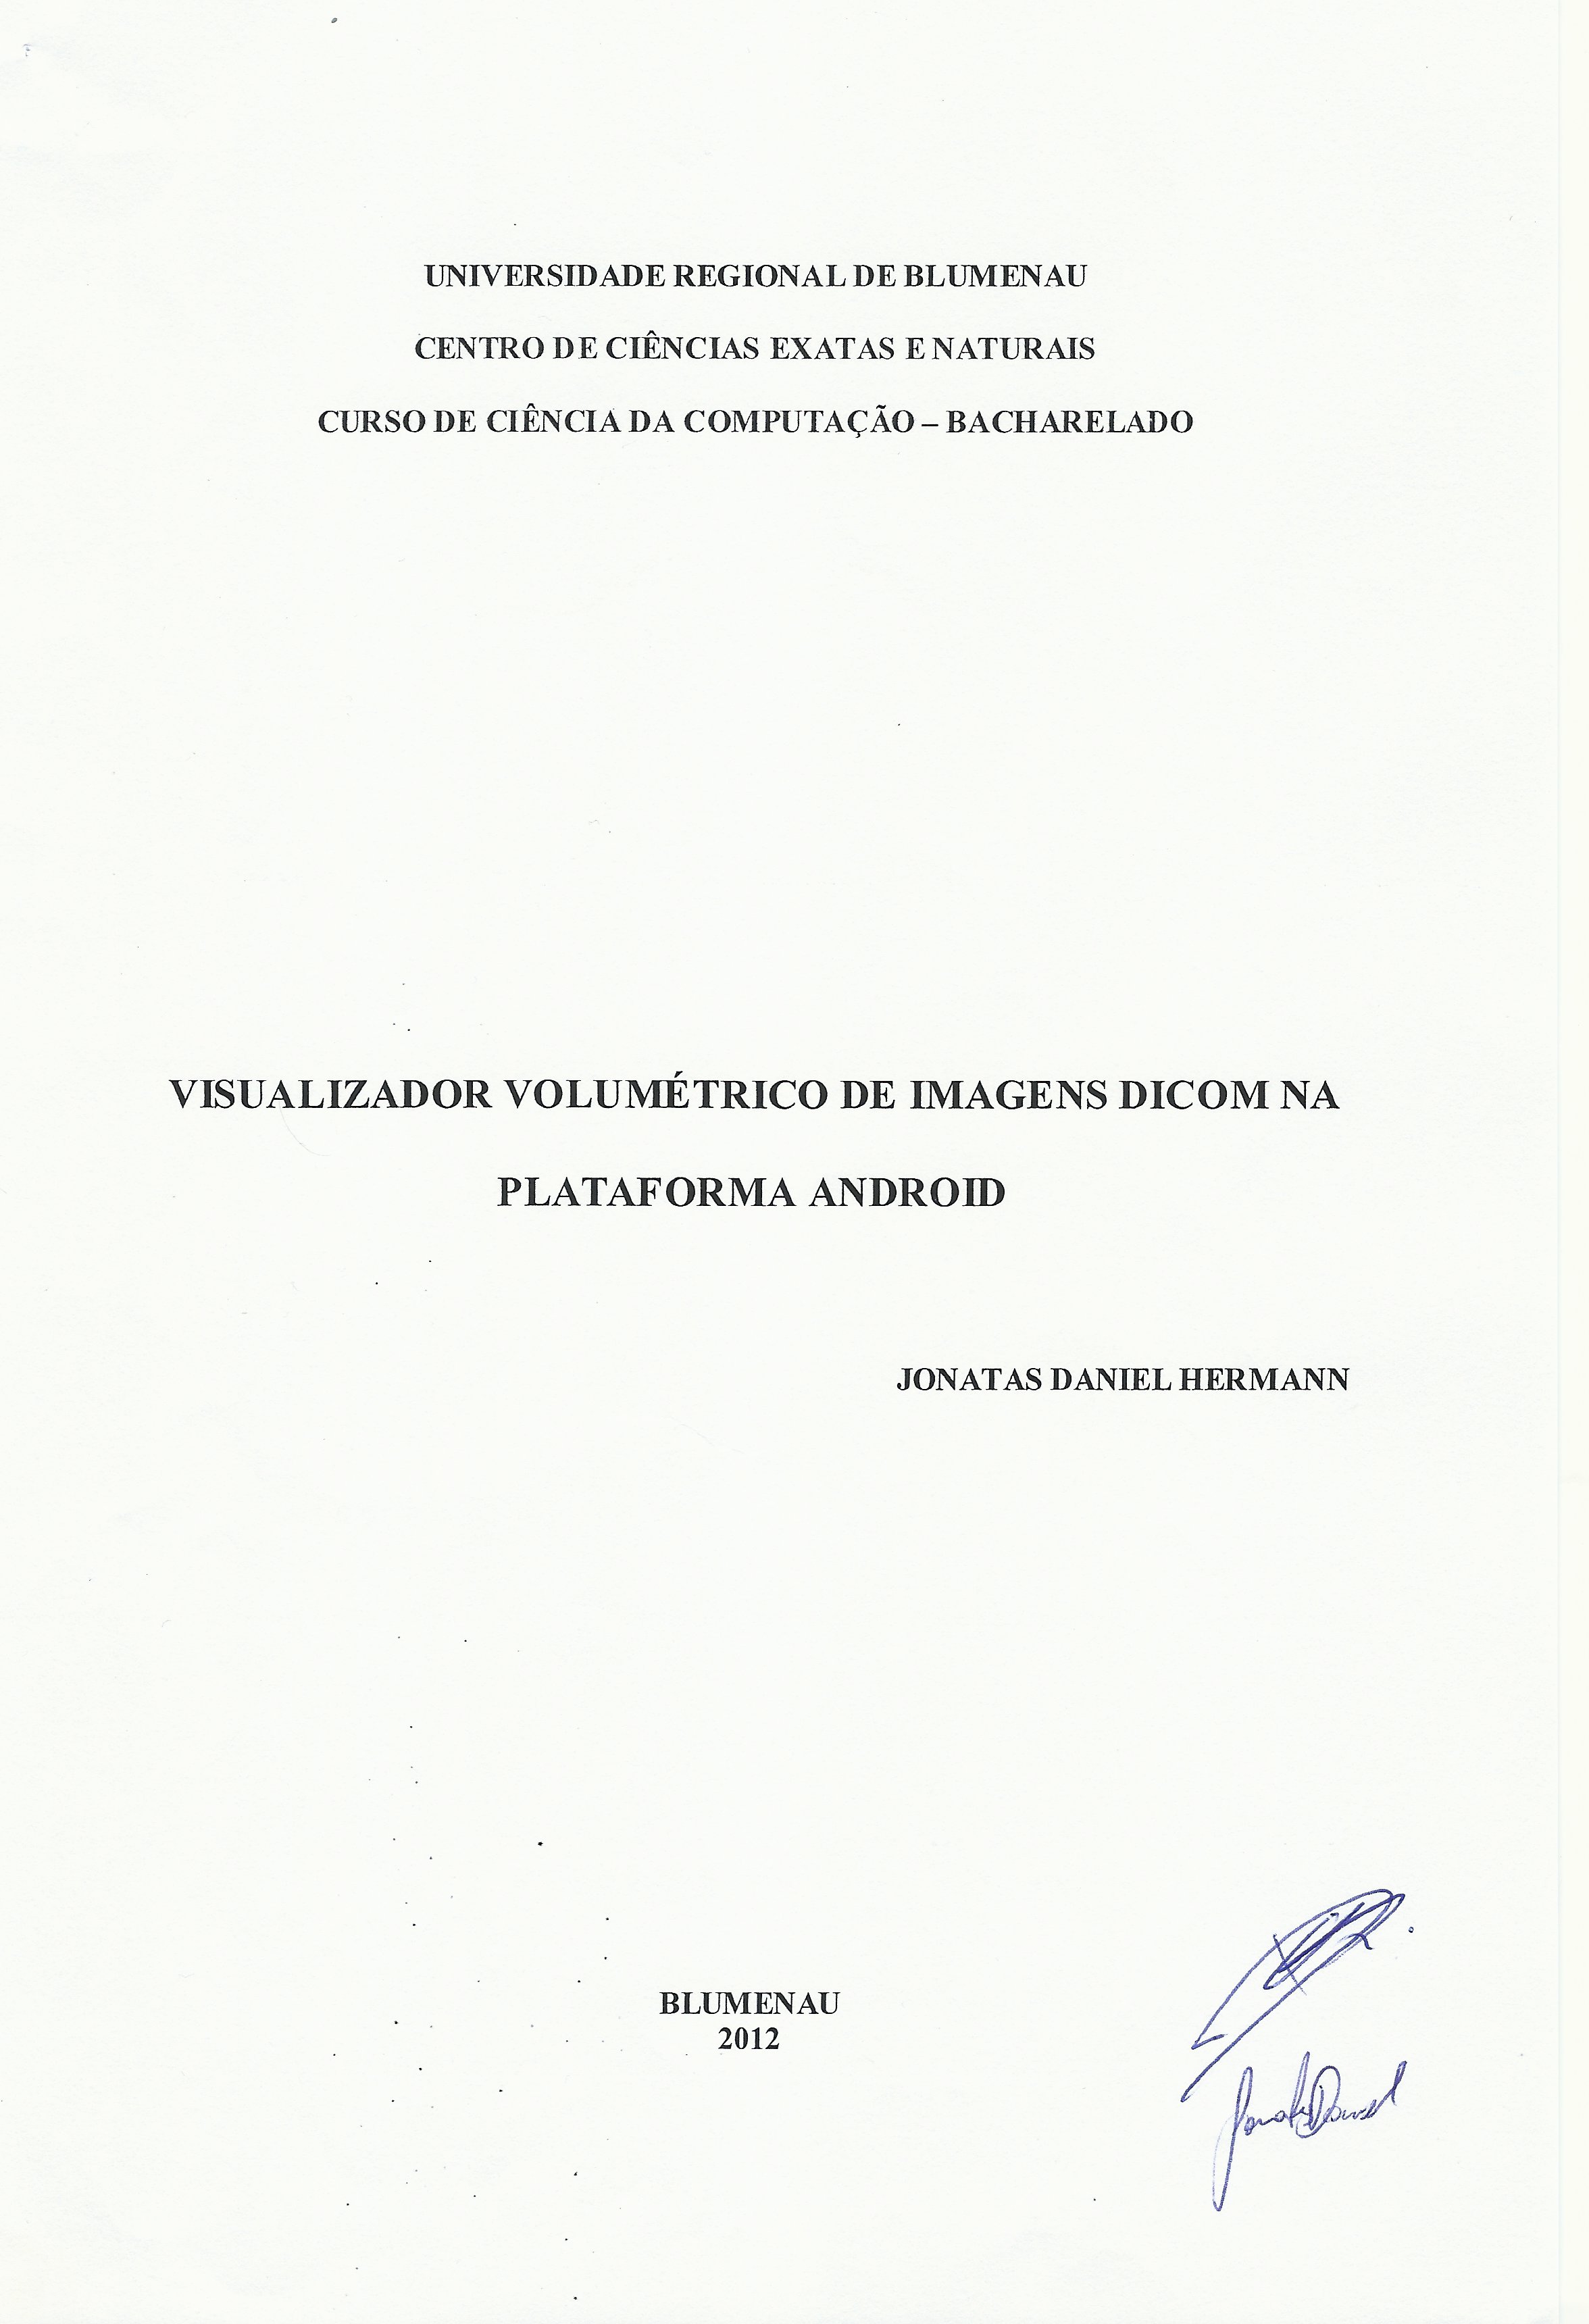 UNIVERSIDADE REGIONAL DE BLUMENAU
CENTRO DE CIÊNCIAS EXATAS E NATURAIS
CURSO DE CIÊNCIA DA COMPUTAÇÃO – BACHARELADO
VISUALIZADOR VOLUMÉTRICO DE IMAGENS DICOM NA
PLATAFORMA ANDROID
JONATAS DANIEL HERMANN
BLUMENAU
2012